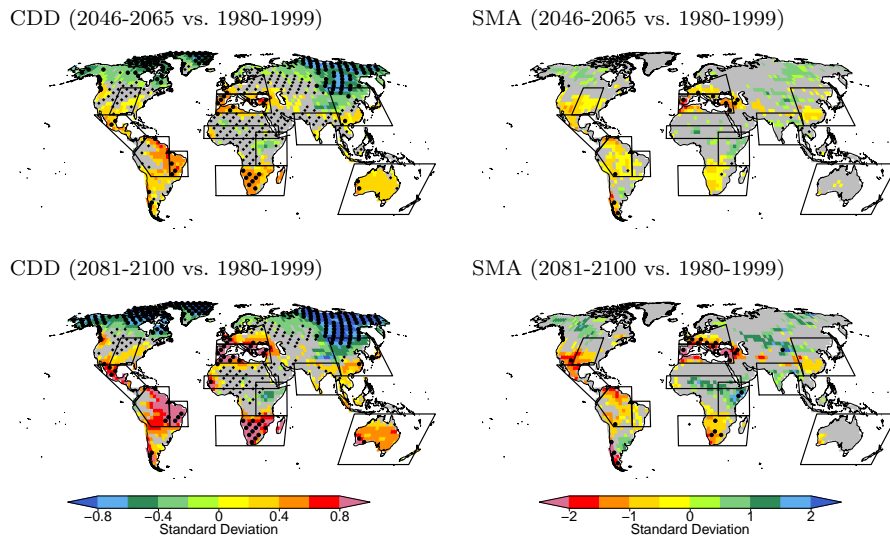 CDD (2046-2065 vs. 1980-1999)
SMA (2046-2065 vs. 1980-1999)
CDD (2081-2100 vs. 1980-1999)
SMA (2081-2100 vs. 1980-1999)
−0.8 −0.4 0 0.4 0.8
Standard Deviation
−2 −1 0 1 2
Standard Deviation